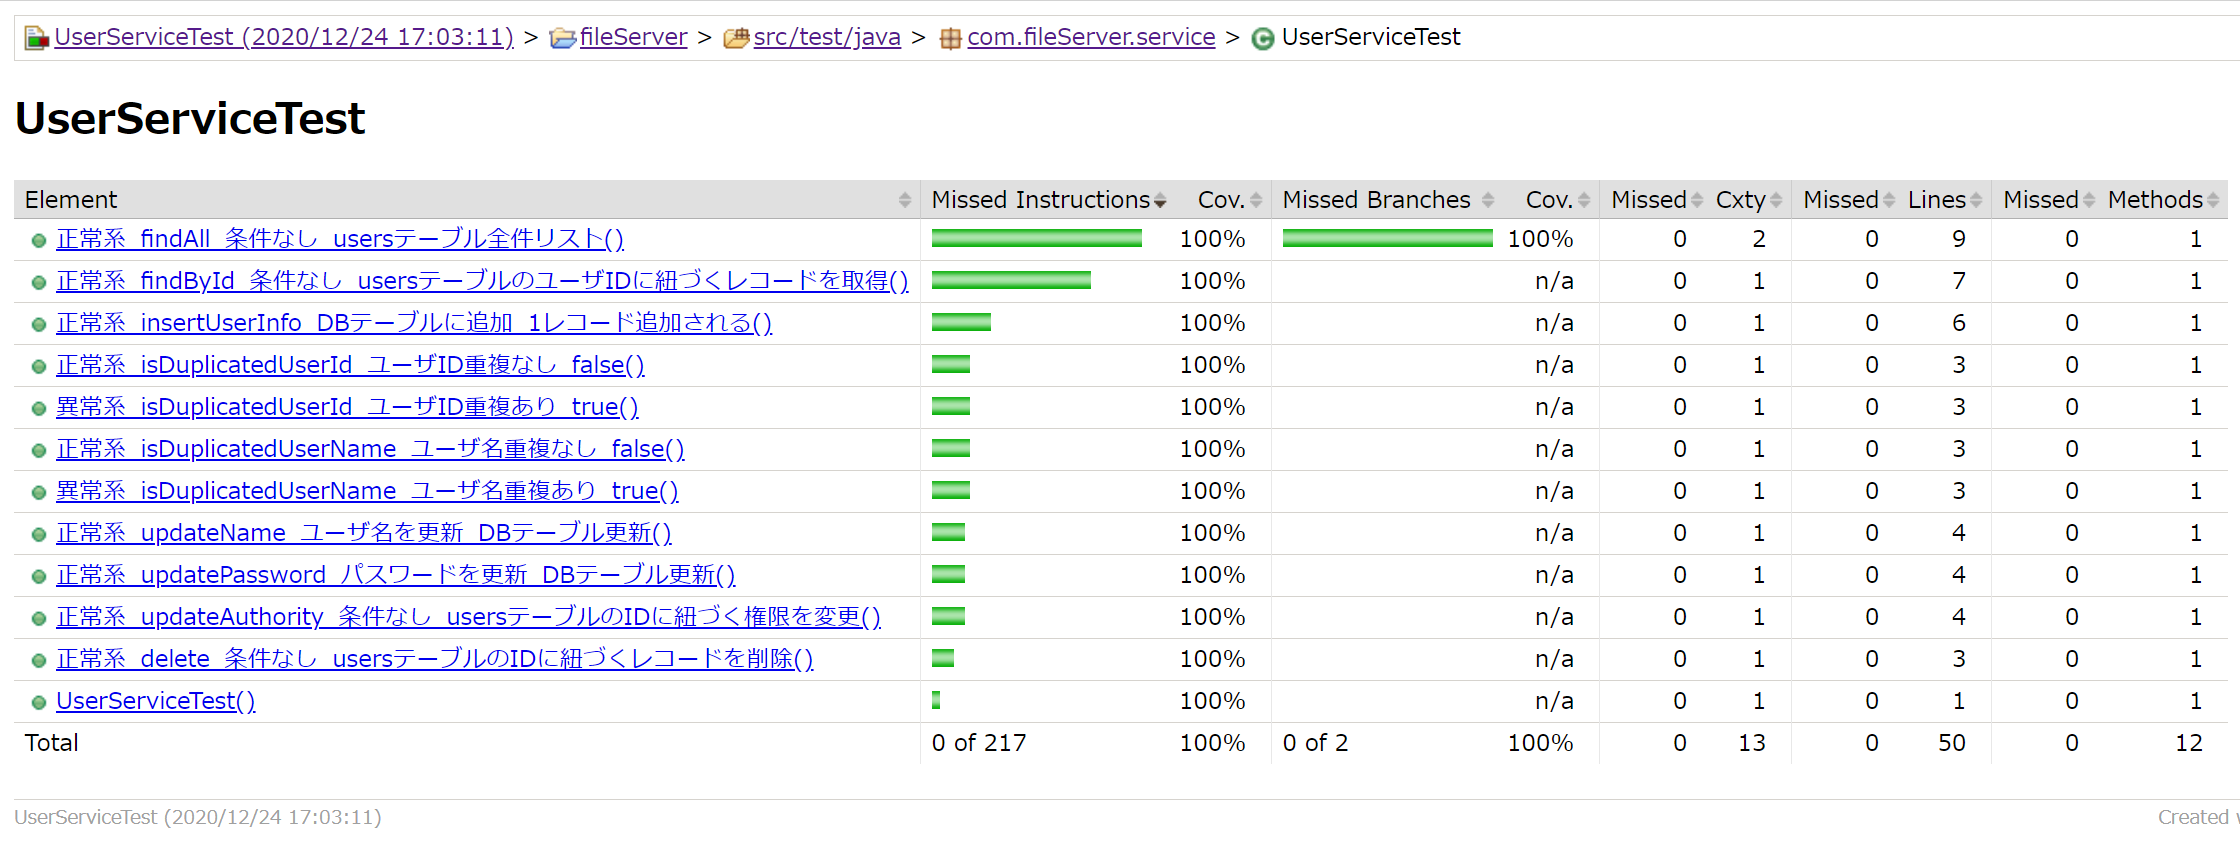 UserServiceTest (2020/12/24 17:03:11) > fileServer > src/test/java > com.fileServer.service > UserServiceTest
UserServiceTest
Element Missed Instructions Cov. Missed Branches Cov. Missed Cxty Missed Lines Missed Methods
正常系_findAll_条件なし_usersテーブル全件リスト() 100% 100% 0 2 0 9 0 1
正常系_findById_条件なし_usersテーブルのユーザIDに紐づくレコードを取得() 100% n/a 0 1 0 7 0 1
正常系_insertUserInfo_DBテーブルに追加_1レコード追加される() 100% n/a 0 1 0 6 0 1
正常系_isDuplicatedUserId_ユーザID重複なし_false() 100% n/a 0 1 0 3 0 1
異常系_isDuplicatedUserId_ユーザID重複あり_true() 100% n/a 0 1 0 3 0 1
正常系_isDuplicatedUserName_ユーザ名重複なし_false() 100% n/a 0 1 0 3 0 1
異常系_isDuplicatedUserName_ユーザ名重複あり_true() 100% n/a 0 1 0 3 0 1
正常系_updateName_ユーザ名を更新_DBテーブル更新() 100% n/a 0 1 0 4 0 1
正常系_updatePassword_パスワードを更新_DBテーブル更新() 100% n/a 0 1 0 4 0 1
正常系_updateAuthority_条件なし_usersテーブルのIDに紐づく権限を変更() 100% n/a 0 1 0 4 0 1
正常系_delete_条件なし_usersテーブルのIDに紐づくレコードを削除() 100% n/a 0 1 0 3 0 1
UserServiceTest() 100% n/a 0 1 0 1 0 1
Total 0 of 217 100% 0 of 2 100% 0 13 0 50 0 12
UserServiceTest (2020/12/24 17:03:11) Created